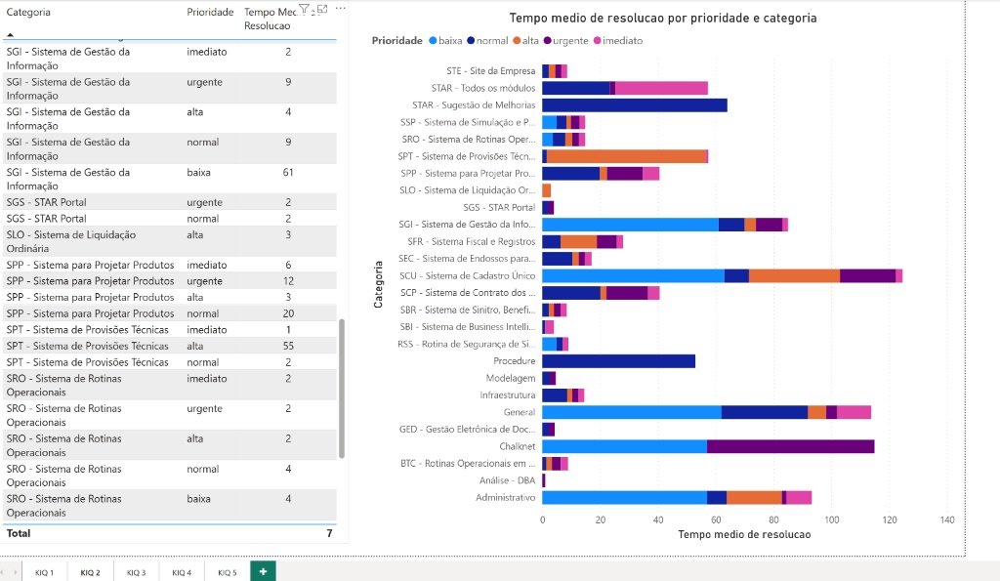 Categoria Prioridade Tempo Mec
Resolucao
SGI - Sistema de Gestão da imediato 2
Informação
SGI - Sistema de Gestão da urgente 9
Informação
SGI - Sistema de Gestão da alta 4
Informação
SGI - Sistema de Gestão da normal 9
Informação
SGI - Sistema de Gestão da baixa 61
Informação
SGS - STAR Portal urgente 2
SGS - STAR Portal normal 2
SLO - Sistema de Liquidação alta 3
Ordinária
SPP - Sistema para Projetar Produtos imediato 6
SPP - Sistema para Projetar Produtos urgente 12
SPP - Sistema para Projetar Produtos alta 3
SPP - Sistema para Projetar Produtos normal 20
SPT - Sistema de Provisões Técnicas imediato 1
SPT - Sistema de Provisões Técnicas alta 55
SPT - Sistema de Provisões Técnicas normal 2
SRO - Sistema de Rotinas imediato 2
Operacionais
SRO - Sistema de Rotinas urgente 2
Operacionais
SRO - Sistema de Rotinas alta 2
Operacionais
SRO - Sistema de Rotinas normal 4
Operacionais
SRO - Sistema de Rotinas baixa 4
Operacionais
Total 7
Tempo medio de resolucao por prioridade e categoria
Prioridade baixa normal alta urgente imediato
Categoria
STE - Site da Empresa
STAR - Todos os módulos
STAR - Sugestão de Melhorias
SSP - Sistema de Simulação e P...
SRO - Sistema de Rotinas Oper...
SPT - Sistema de Provisões Técn...
SPP - Sistema para Projetar Pro...
SLO - Sistema de Liquidação Or...
SGS - STAR Portal
SGI - Sistema de Gestão da Info...
SFR - Sistema Fiscal e Registros
SEC - Sistema de Endossos para...
SCU - Sistema de Cadastro Único
SCP - Sistema de Contrato dos ...
SBR - Sistema de Sinitro, Benefi...
SBI - Sistema de Business Intelli...
RSS - Rotina de Segurança de Si...
Procedure
Modelagem
Infraestrutura
General
GED - Gestão Eletrônica de Doc...
Chalknet
BTC - Rotinas Operacionais em ...
Análise - DBA
Administrativo
0 20 40 60 80 100 120 140
Tempo medio de resolucao
KIQ 1 KIQ 2 KIQ 3 KIQ 4 KIQ 5 +